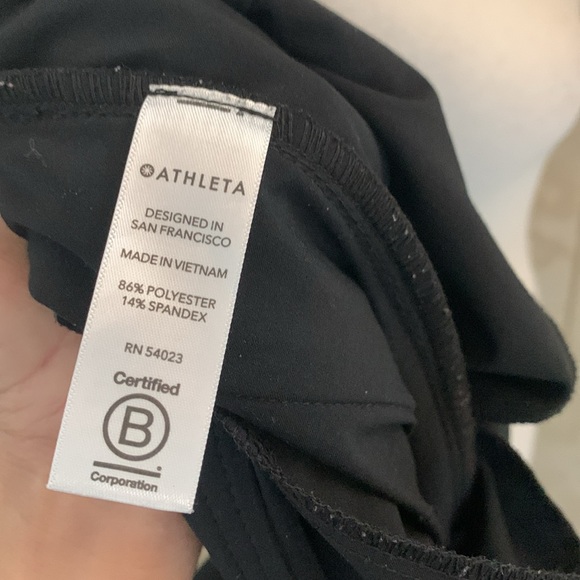 ATHLETA
DESIGNED IN
SAN FRANCISCO
MADE IN VIETNAM
86% POLYESTER
14% SPANDEX
RN 54023
Certified
B
Corporation